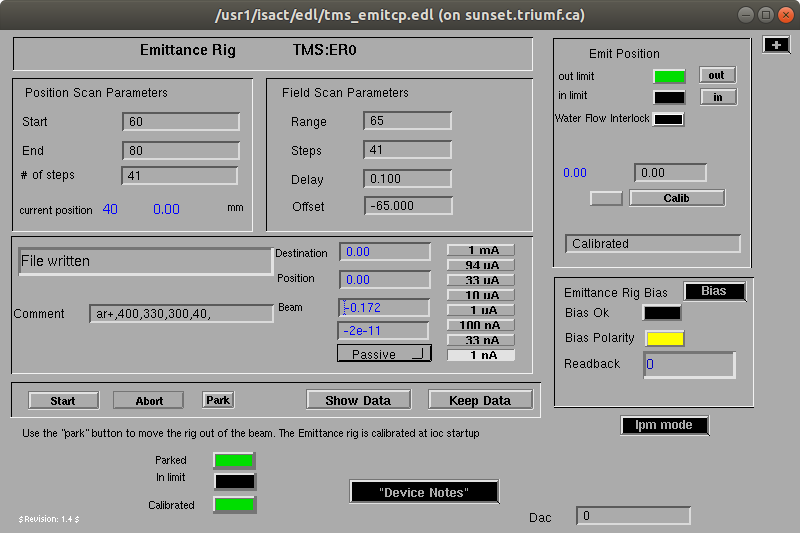 /usr1/isact/edl/tms_emitcp.edl (on sunset.triumf.ca)
Emittance Rig TMS:ER0
Position Scan Parameters
Start 60
End 80
# of steps 41
current position 40 0.00 mm
Field Scan Parameters
Range 65
Steps 41
Delay 0.100
Offset -65.000
Emit Position
out limit out
in limit in
Water Flow Interlock
0.00 0.00
Calib
Calibrated
+
File written
Comment ar+,400,330,300,40,
Destination 0.00
Position 0.00
Beam -0.172
-2e-11
Passive
1 mA
94 uA
33 uA
10 uA
1 uA
100 nA
33 nA
1 nA
Emittance Rig Bias Bias
Bias Ok
Bias Polarity
Readback 0
Start Abort Park Show Data Keep Data
Ipm mode
Use the "park" button to move the rig out of the beam. The Emittance rig is calibrated at ioc startup
Parked
In limit
Calibrated
"Device Notes"
Dac 0
$Revision: 1.4 $